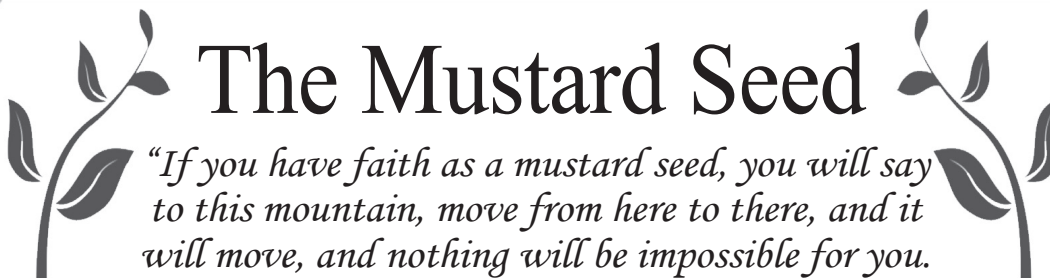 The Mustard Seed
“If you have faith as a mustard seed, you will say
to this mountain, move from here to there, and it
will move, and nothing will be impossible for you.